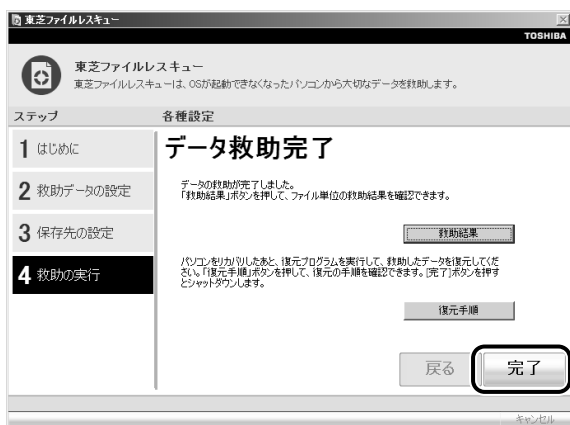 東芝ファイルレスキュー
TOSHIBA
東芝ファイルレスキュー
東芝ファイルレスキューは、OSが起動できなくなったパソコンから大切なデータを救助します。
ステップ
各種設定
1 はじめに
2 救助データの設定
3 保存先の設定
4 救助の実行
データ救助完了
データの救助が完了しました。
「救助結果」ボタンを押して、ファイル単位の救助結果を確認できます。
救助結果
パソコンをリカバリしたあと、復元プログラムを実行して、救助したデータを復元してくだ
さい。「復元手順」ボタンを押して、復元の手順を確認できます。[完了]ボタンを押す
とシャットダウンします。
復元手順
戻る
完了
キャンセル